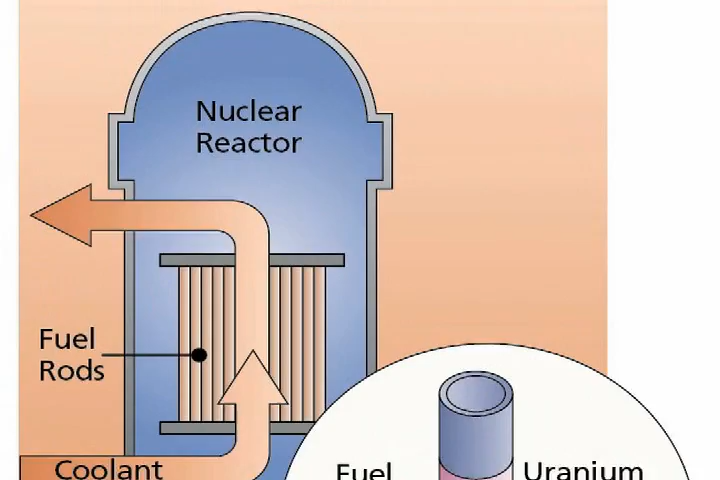 Nuclear
Reactor
Fuel
Rods
Coolant
Fuel
Uranium